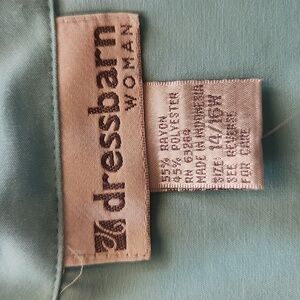 dressbarn
WOMAN
55% RAYON
45% POLYESTER
RN 63264
MADE IN INDONESIA
SIZE: 14/16W
SEE REVERSE
FOR CARE